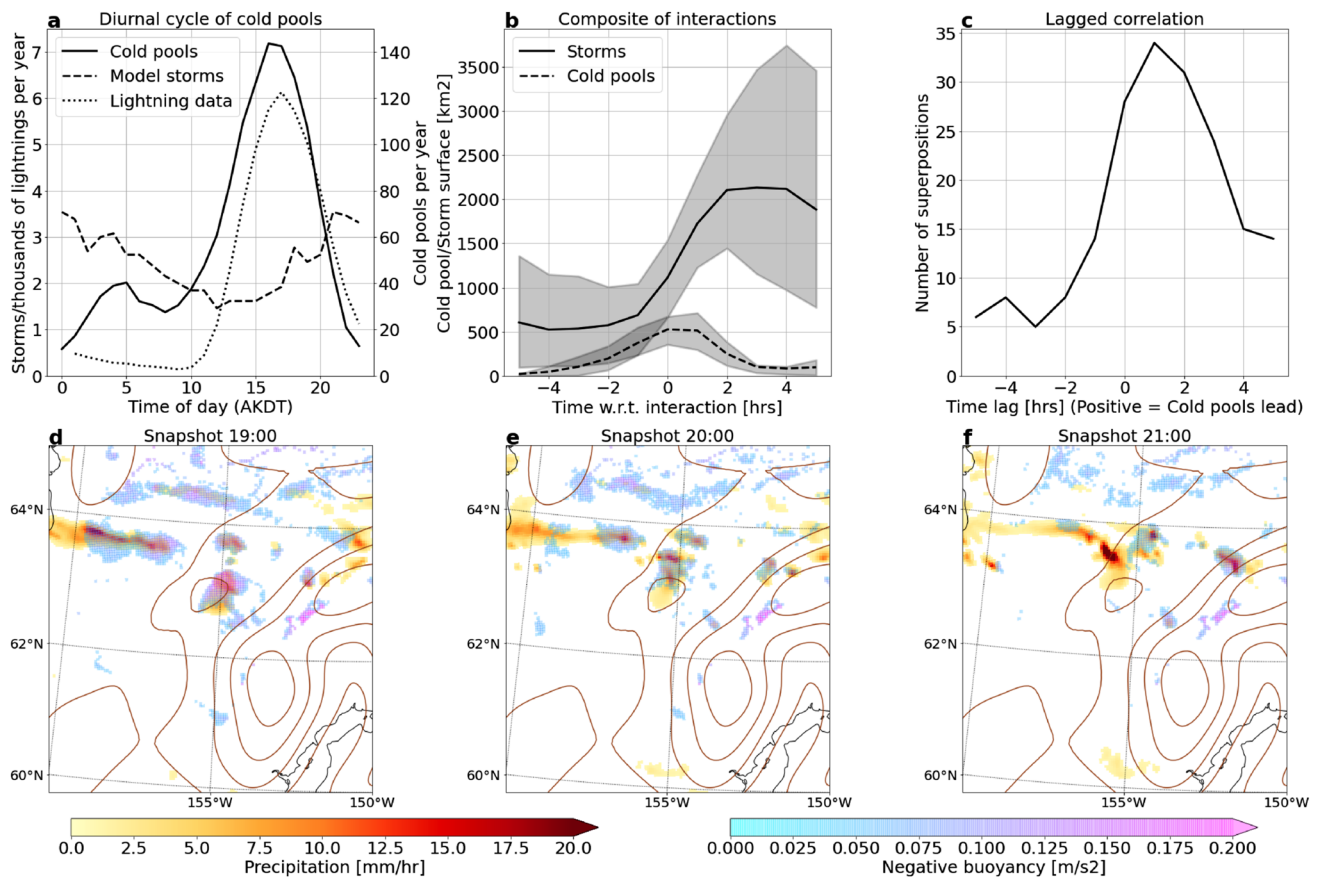 a
Diurnal cycle of cold pools
Cold pools
Model storms
Lightning data
Storms/thousands of lightnings per year
7
6
5
4
3
2
1
0
140
120
100
80
60
40
20
0
Cold pools per year
0 5 10 15 20
Time of day (AKDT)
b
Composite of interactions
Storms
Cold pools
Cold pool/Storm surface [km2]
3500
3000
2500
2000
1500
1000
500
0
−4 −2 0 2 4
Time w.r.t. interaction [hrs]
c
Lagged correlation
Number of superpositions
35
30
25
20
15
10
5
0
−4 −2 0 2 4
Time lag [hrs] (Positive = Cold pools lead)
d
Snapshot 19:00
64°N
62°N
60°N
155°W 150°W
e
Snapshot 20:00
64°N
62°N
60°N
155°W 150°W
f
Snapshot 21:00
64°N
62°N
60°N
155°W 150°W
0.0 2.5 5.0 7.5 10.0 12.5 15.0 17.5 20.0
Precipitation [mm/hr]
0.000 0.025 0.050 0.075 0.100 0.125 0.150 0.175 0.200
Negative buoyancy [m/s2]